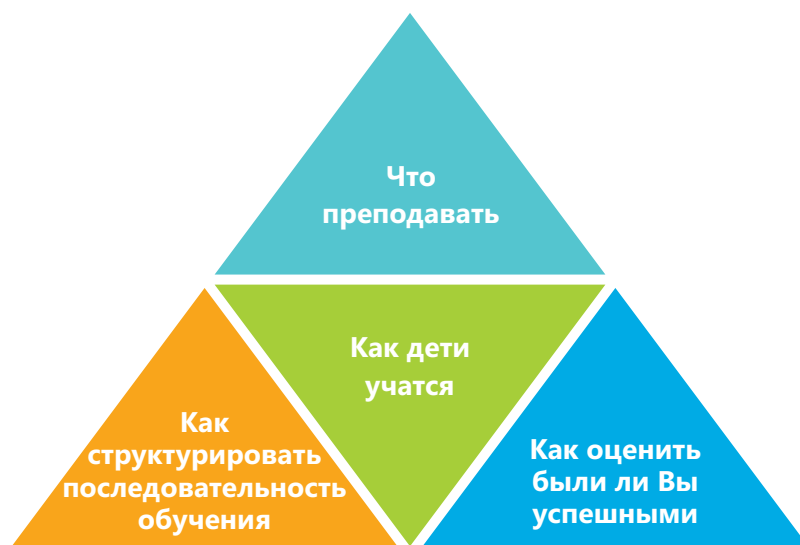 Что
преподавать
Как дети
учатся
Как
структурировать
последовательность
обучения
Как оценить
были ли Вы
успешными